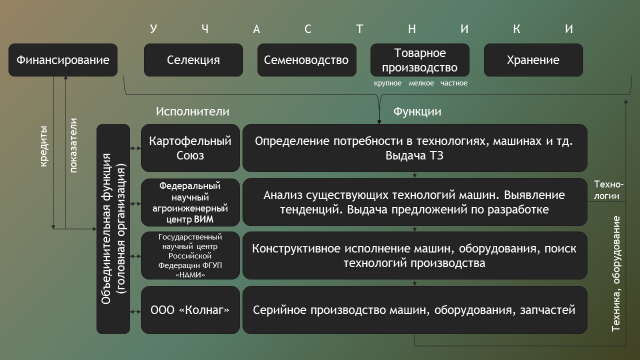 У Ч А С Т Н И К И
Финансирование
Селекция
Семеноводство
Товарное
производство
Хранение
крупное мелкое частное
Исполнители
Функции
кредиты
показатели
Объединительная функция
(головная организация)
Картофельный
Союз
Определение потребности в технологиях, машинах и тд.
Выдача ТЗ
Федеральный
научный
агроинженерный
центр ВИМ
Анализ существующих технологий машин. Выявление
тенденций. Выдача предложений по разработке
Техно-
логии
Государственный
научный центр
Российской
Федерации ФГУП
«НАМИ»
Конструктивное исполнение машин, оборудования, поиск
технологий производства
Техника, оборудование
ООО «Колнаг»
Серийное производство машин, оборудования, запчастей